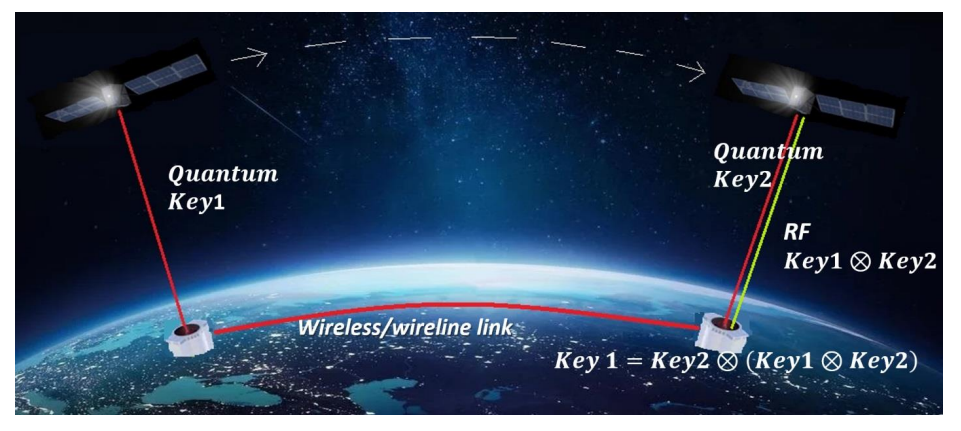 Quantum
Key1
Quantum
Key2
RF
Key1 ⊗ Key2
Wireless/wireline link
Key 1 = Key2 ⊗ (Key1 ⊗ Key2)